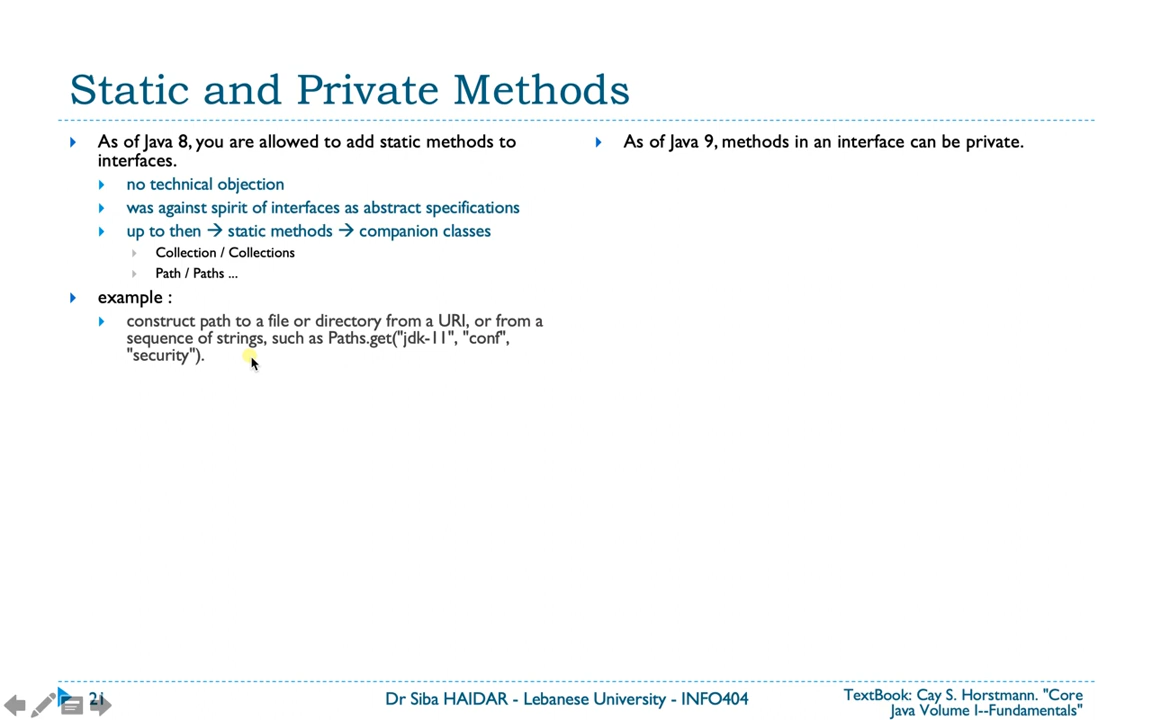 Static and Private Methods
As of Java 8, you are allowed to add static methods to
interfaces.
no technical objection
was against spirit of interfaces as abstract specifications
up to then → static methods → companion classes
Collection / Collections
Path / Paths ...
example :
construct path to a file or directory from a URI, or from a
sequence of strings, such as Paths.get("jdk-11", "conf",
"security").
As of Java 9, methods in an interface can be private.
21
Dr Siba HAIDAR - Lebanese University - INFO404
TextBook: Cay S. Horstmann. "Core
Java Volume I--Fundamentals"